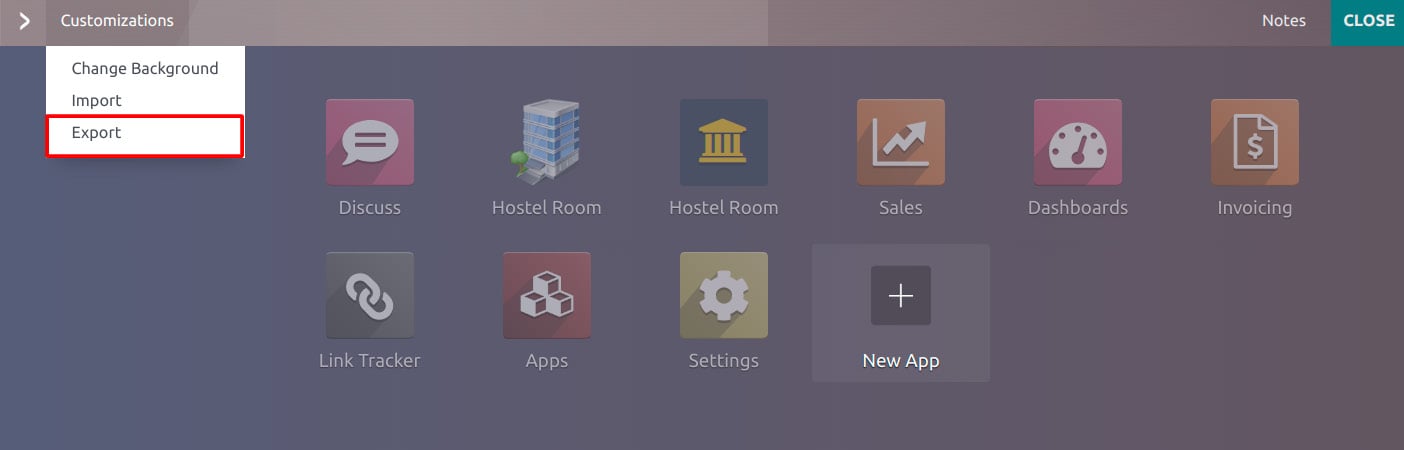 Customizations
Notes
CLOSE
Change Background
Import
Export
Discuss
Hostel Room
Hostel Room
Sales
Dashboards
Invoicing
Link Tracker
Apps
Settings
New App